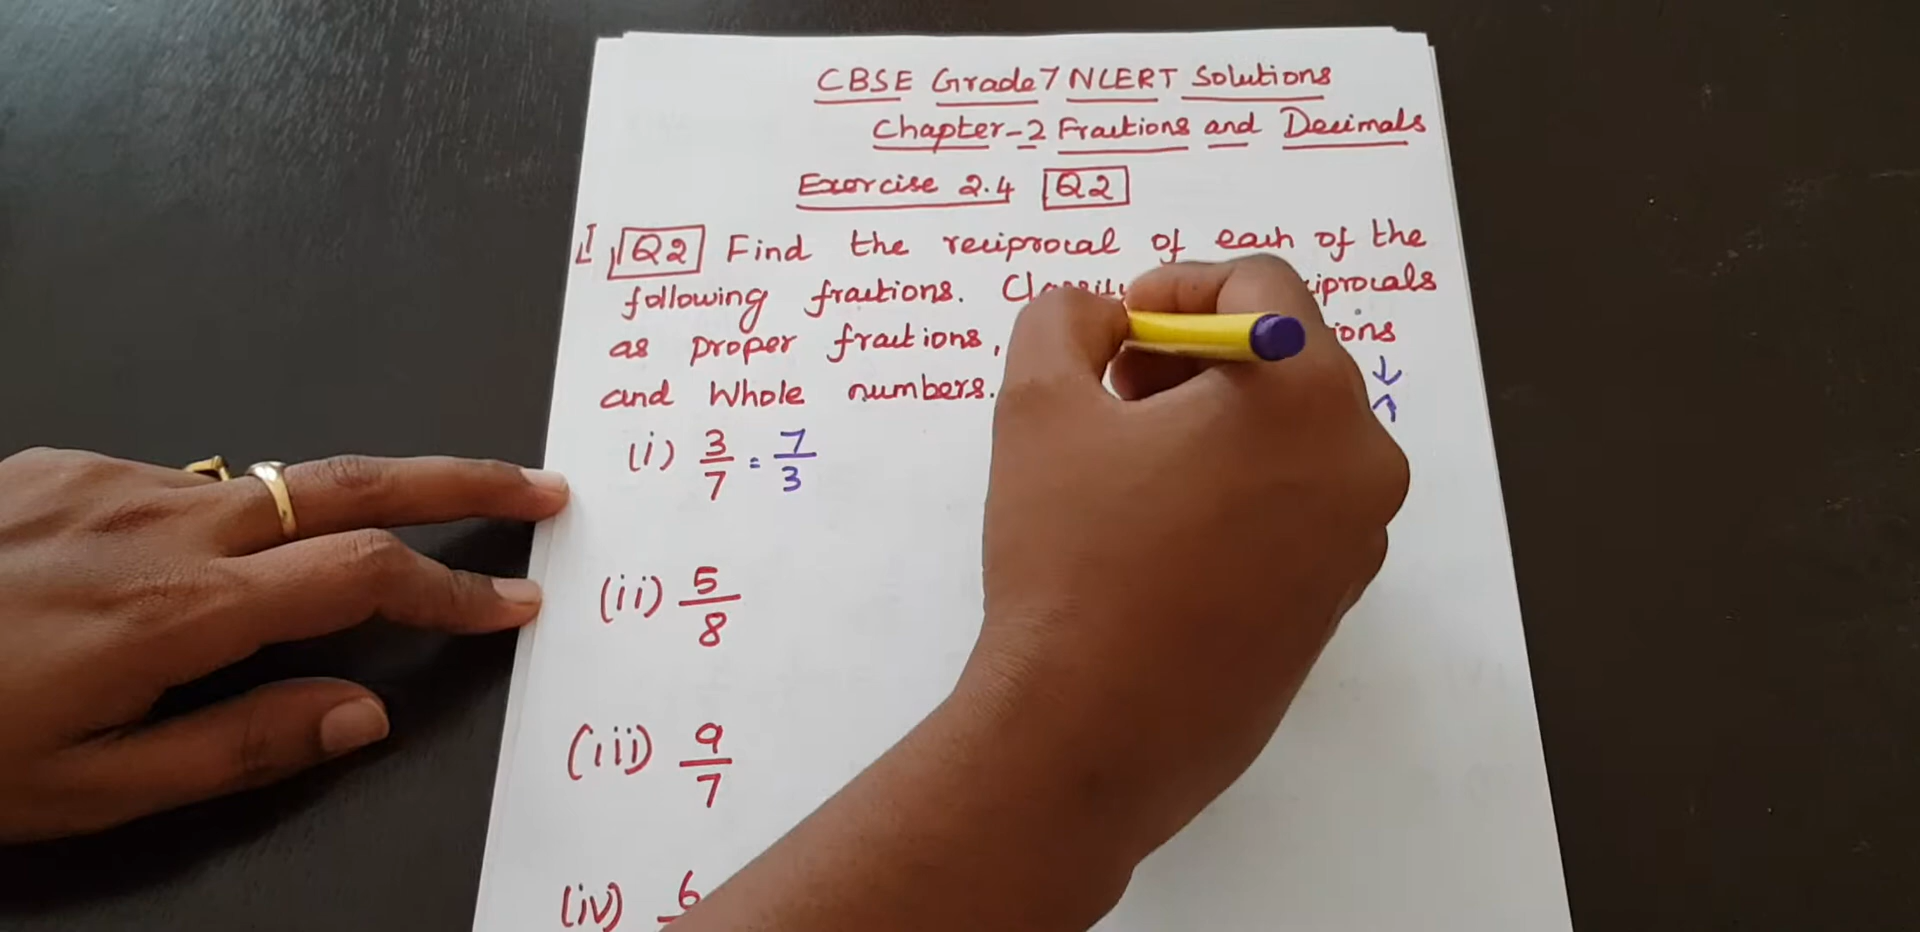 CBSE Grade 7 NCERT Solutions
Chapter-2 Fractions and Decimals
Exercise 2.4 Q2
Q2 Find the reciprocal of each of the
following fractions.
as proper fractions,
and Whole numbers.
(i) 3/7 = 7/3
(ii) 5/8
(iii) 9/7
(iv) 6